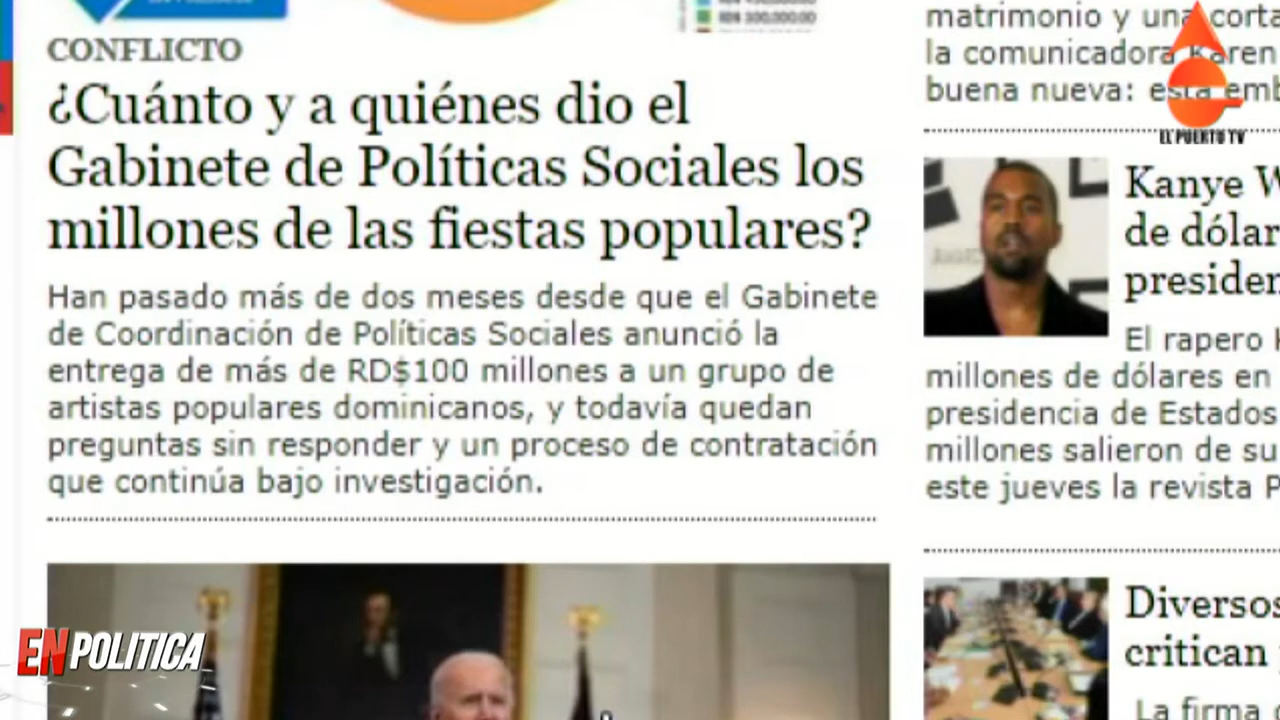 RD$ 100,000.00
CONFLICTO
¿Cuánto y a quiénes dio el
Gabinete de Políticas Sociales los
millones de las fiestas populares?
Han pasado más de dos meses desde que el Gabinete
de Coordinación de Políticas Sociales anunció la
entrega de más de RD$100 millones a un grupo de
artistas populares dominicanos, y todavía quedan
preguntas sin responder y un proceso de contratación
que continúa bajo investigación.
matrimonio y una corta
la comunicadora Karen
buena nueva: está emb
EL PUERTO TV
Kanye W
de dólar
presiden
El rapero
millones de dólares en
presidencia de Estados
millones salieron de su
este jueves la revista P
Diversos
critican
La firma
EN POLITICA